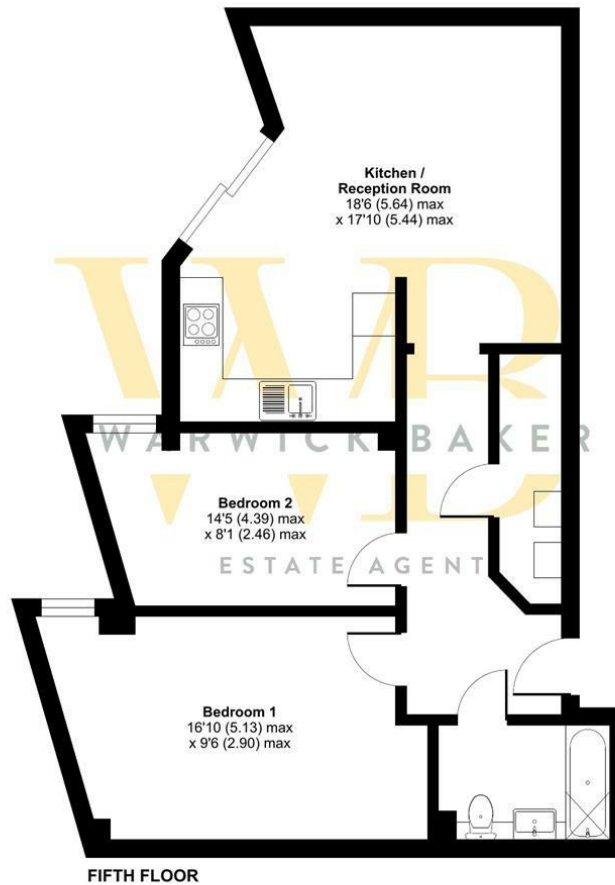 Kitchen /
Reception Room
18'6 (5.64) max
x 17'10 (5.44) max
WB
WARWICK BAKER
ESTATE AGENT
Bedroom 2
14'5 (4.39) max
x 8'1 (2.46) max
Bedroom 1
16'10 (5.13) max
x 9'6 (2.90) max
FIFTH FLOOR